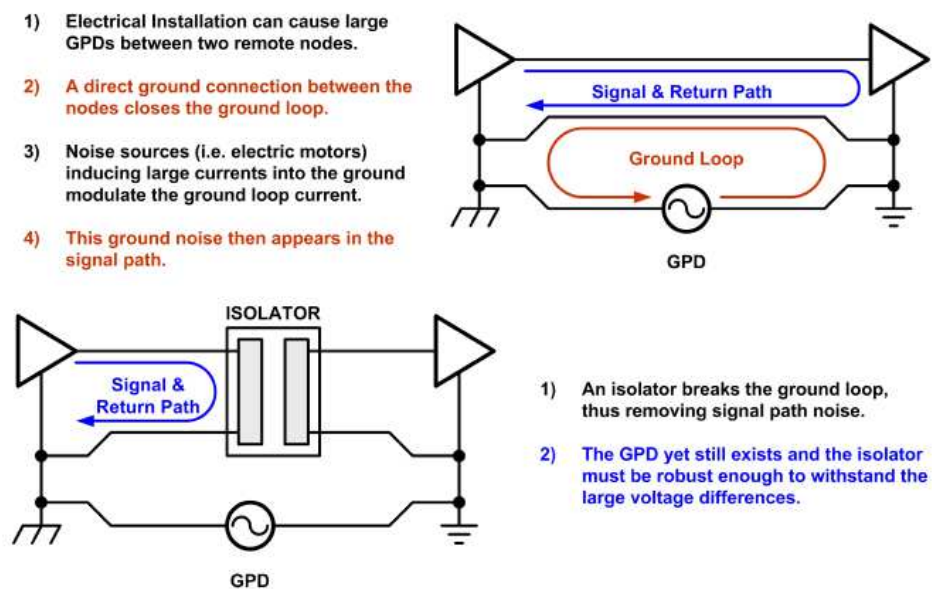 1) Electrical Installation can cause large
GPDs between two remote nodes.
2) A direct ground connection between the
nodes closes the ground loop.
3) Noise sources (i.e. electric motors)
inducing large currents into the ground
modulate the ground loop current.
4) This ground noise then appears in the
signal path.
Signal & Return Path
Ground Loop
GPD
ISOLATOR
Signal &
Return Path
GPD
1) An isolator breaks the ground loop,
thus removing signal path noise.
2) The GPD yet still exists and the isolator
must be robust enough to withstand the
large voltage differences.